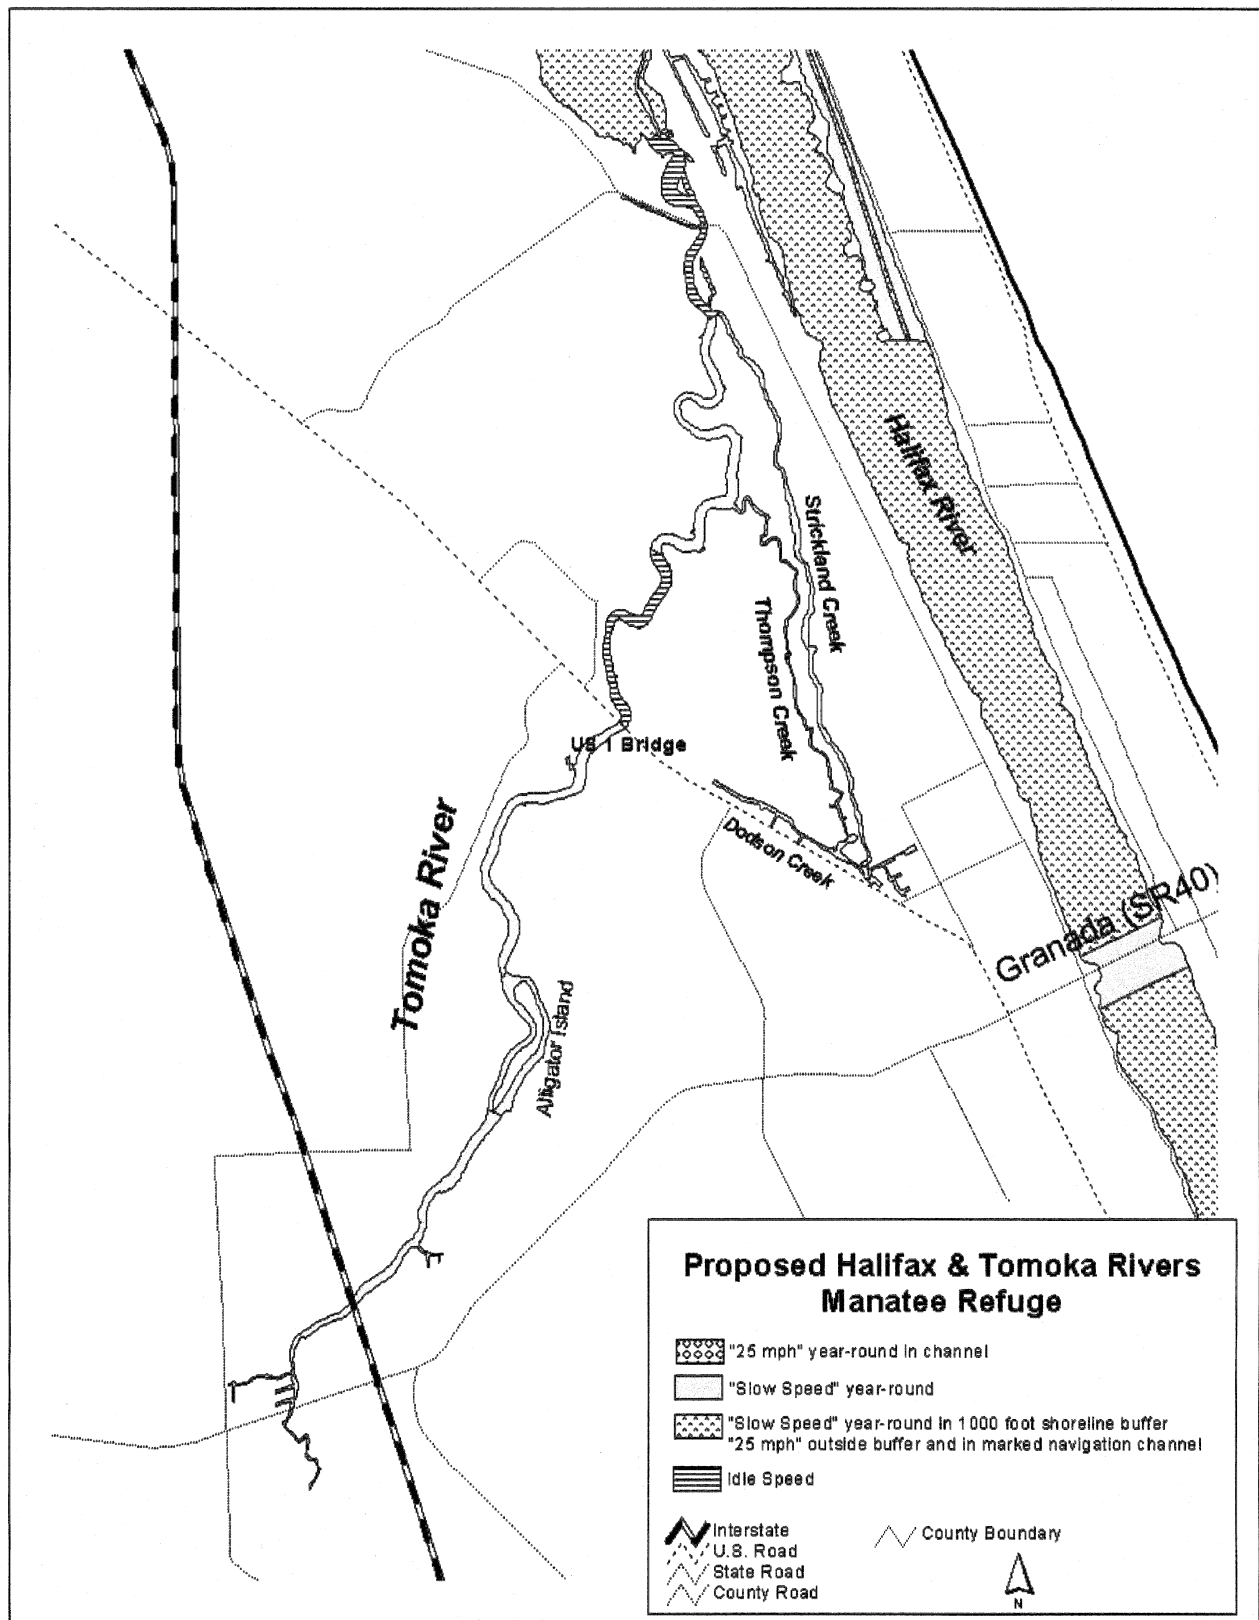 Halifax River
Strickland Creek
Thompson Creek
US 1 Bridge
Tomoka River
Dodson Creek
Granada (SR40)
Alligator Island
Proposed Halifax & Tomoka Rivers
Manatee Refuge
"25 mph" year-round in channel
"Slow Speed" year-round
"Slow Speed" year-round in 1000 foot shoreline buffer
"25 mph" outside buffer and in marked navigation channel
Idle Speed
Interstate
County Boundary
U.S. Road
State Road
County Road
N